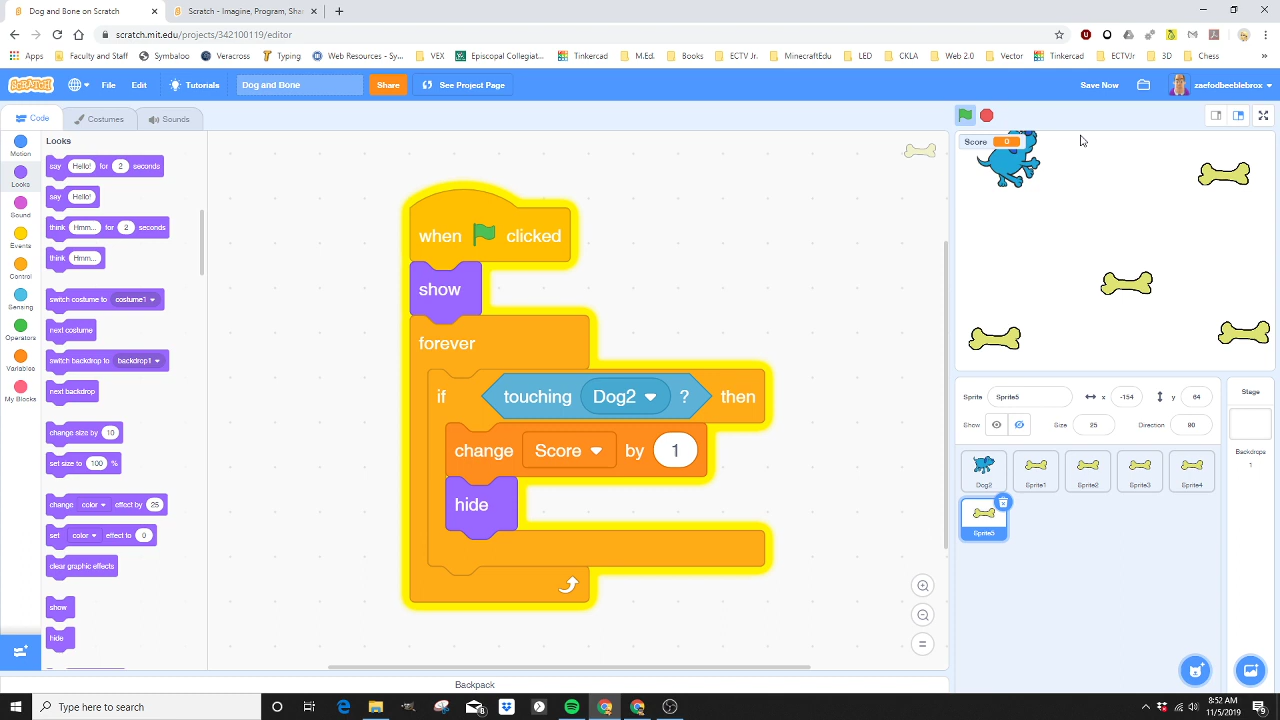 Dog and Bone on Scratch
Scratch - Imagine, Program, Shar
scratch.mit.edu/projects/342100119/editor
Apps
Faculty and Staff
Symbaloo
Veracross
Typing
Web Resources - Sy...
VEX
Episcopal Collegiat...
Tinkercad
M.Ed.
Books
ECTV Jr.
MinecraftEdu
LED
CKLA
Web 2.0
Vector
Tinkercad
ECTVJr
3D
Chess
SCRATCH
File
Edit
Tutorials
Dog and Bone
Share
See Project Page
Save Now
zaefodbeeblebrox
Code
Costumes
Sounds
Motion
Looks
Sound
Events
Control
Sensing
Operators
Variables
My Blocks
Looks
say Hello! for 2 seconds
say Hello!
think Hmm... for 2 seconds
think Hmm...
switch costume to costume1
next costume
switch backdrop to backdrop1
next backdrop
change size by 10
set size to 100 %
change color effect by 25
set color effect to 0
clear graphic effects
show
hide
when clicked
show
forever
if touching Dog2 ? then
change Score by 1
hide
Backpack
Score 0
Sprite Sprite5 x -154 y 64
Show Size 25 Direction 90
Dog2
Sprite1
Sprite2
Sprite3
Sprite4
Sprite5
Stage
Backdrops
1
Type here to search
8:52 AM
11/5/2019